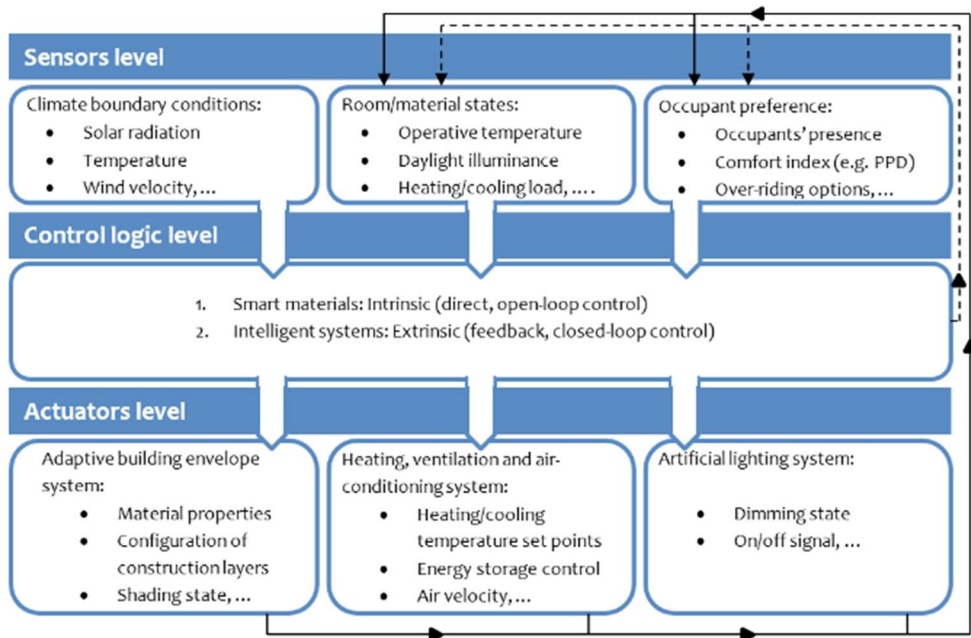 Sensors level
Climate boundary conditions:
• Solar radiation
• Temperature
• Wind velocity, ...
Room/material states:
• Operative temperature
• Daylight illuminance
• Heating/cooling load, ....
Occupant preference:
• Occupants' presence
• Comfort index (e.g. PPD)
• Over-riding options, ...
Control logic level
1. Smart materials: Intrinsic (direct, open-loop control)
2. Intelligent systems: Extrinsic (feedback, closed-loop control)
Actuators level
Adaptive building envelope
system:
• Material properties
• Configuration of
construction layers
• Shading state, ...
Heating, ventilation and air-
conditioning system:
• Heating/cooling
temperature set points
• Energy storage control
• Air velocity, ...
Artificial lighting system:
• Dimming state
• On/off signal, ...